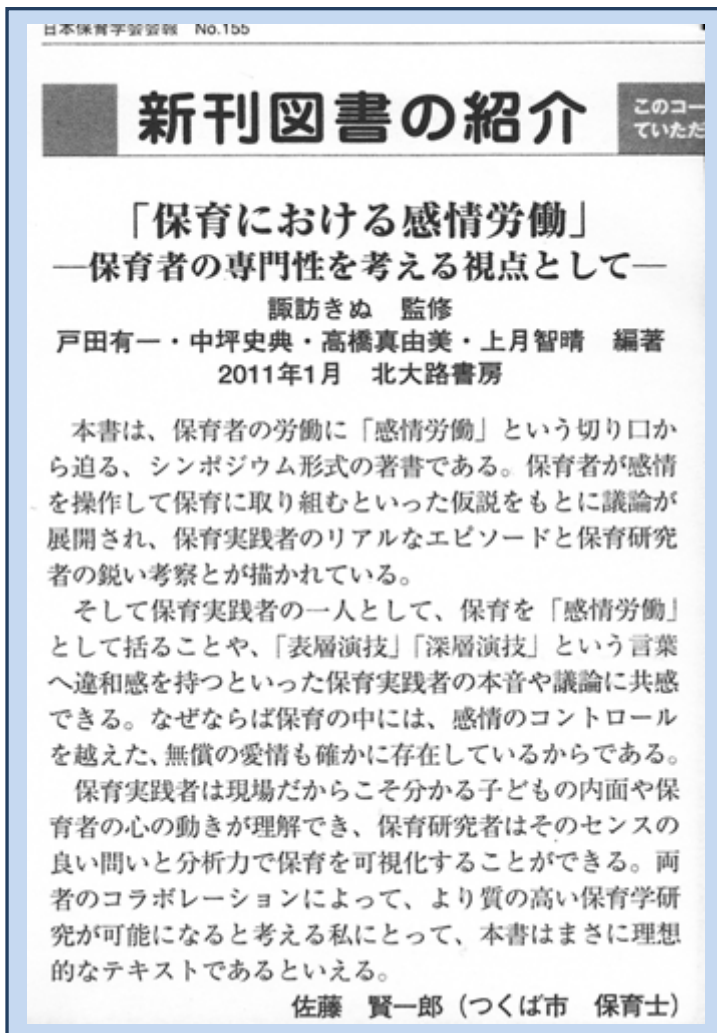 日本保育学会会報 No.155
新刊図書の紹介
このコー
ていただ
「保育における感情労働」
―保育者の専門性を考える視点として―
諏訪きぬ 監修
戸田有一・中坪史典・高橋真由美・上月智晴 編著
2011年1月 北大路書房
本書は、保育者の労働に「感情労働」という切り口か
ら迫る、シンポジウム形式の著書である。保育者が感情
を操作して保育に取り組むといった仮説をもとに議論が
展開され、保育実践者のリアルなエピソードと保育研究
者の鋭い考察とが描かれている。
そして保育実践者の一人として、保育を「感情労働」
として括ることや、「表層演技」「深層演技」という言葉
へ違和感を持つといった保育実践者の本音や議論に共感
できる。なぜならば保育の中には、感情のコントロール
を越えた、無償の愛情も確かに存在しているからである。
保育実践者は現場だからこそ分かる子どもの内面や保
育者の心の動きが理解でき、保育研究者はそのセンスの
良い問いと分析力で保育を可視化することができる。両
者のコラボレーションによって、より質の高い保育学研
究が可能になると考える私にとって、本書はまさに理想
的なテキストであるといえる。
佐藤 賢一郎（つくば市 保育士）